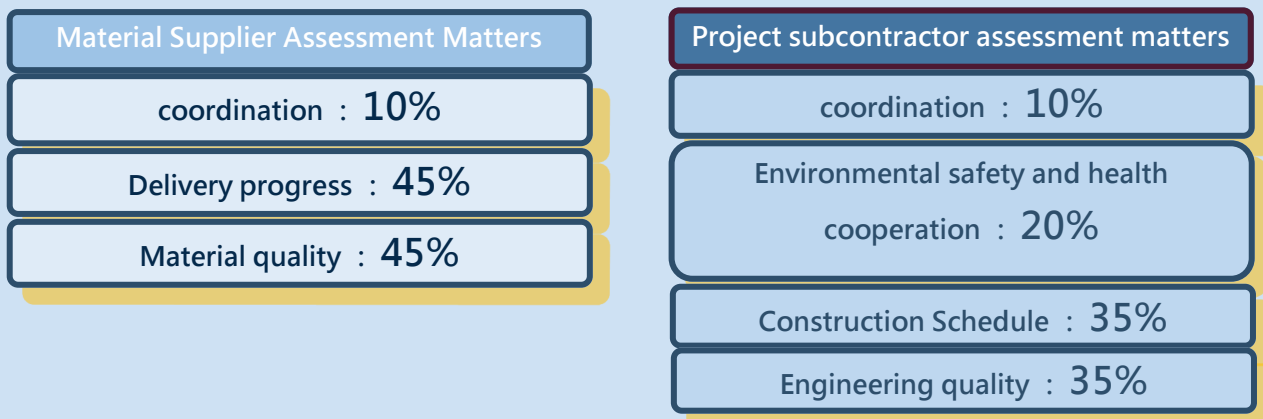 Material Supplier Assessment Matters
coordination : 10%
Delivery progress : 45%
Material quality : 45%
Project subcontractor assessment matters
coordination : 10%
Environmental safety and health
cooperation : 20%
Construction Schedule : 35%
Engineering quality : 35%